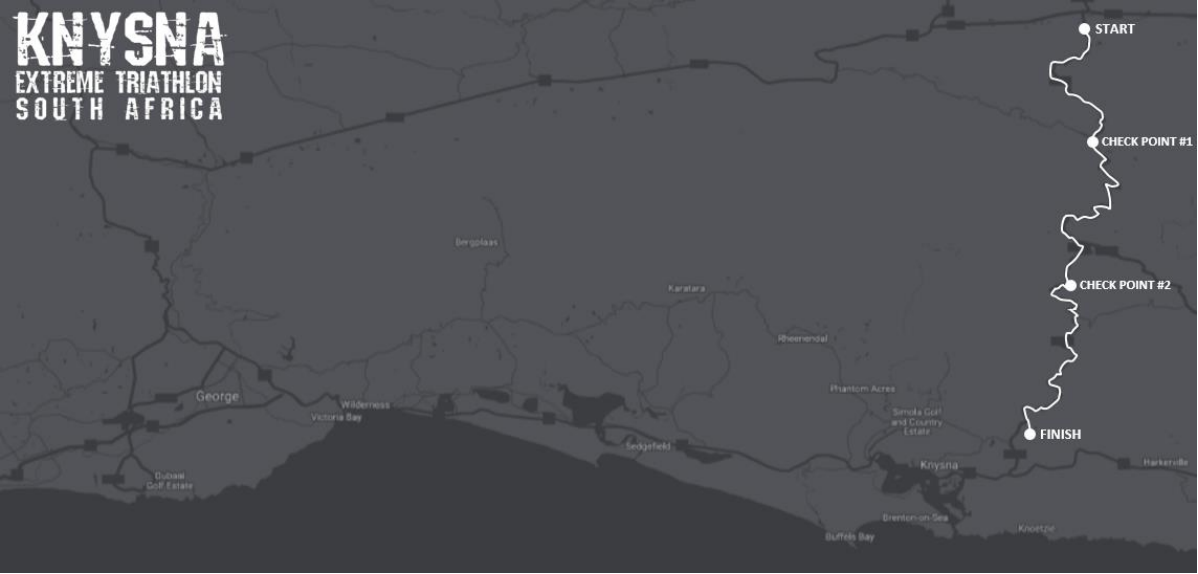 KNYSNA
EXTREME TRIATHLON
SOUTH AFRICA
START
CHECK POINT #1
Bergplaas
CHECK POINT #2
Karatara
Rheenendal
Phantom Acres
George
Wilderness
Victoria Bay
Simola Golf
and Country
Estate
FINISH
Sedgefield
Knysna
Harkerville
Oubaai
Golf Estate
Brenton-on-Sea
Knoetzie
Buffels Bay